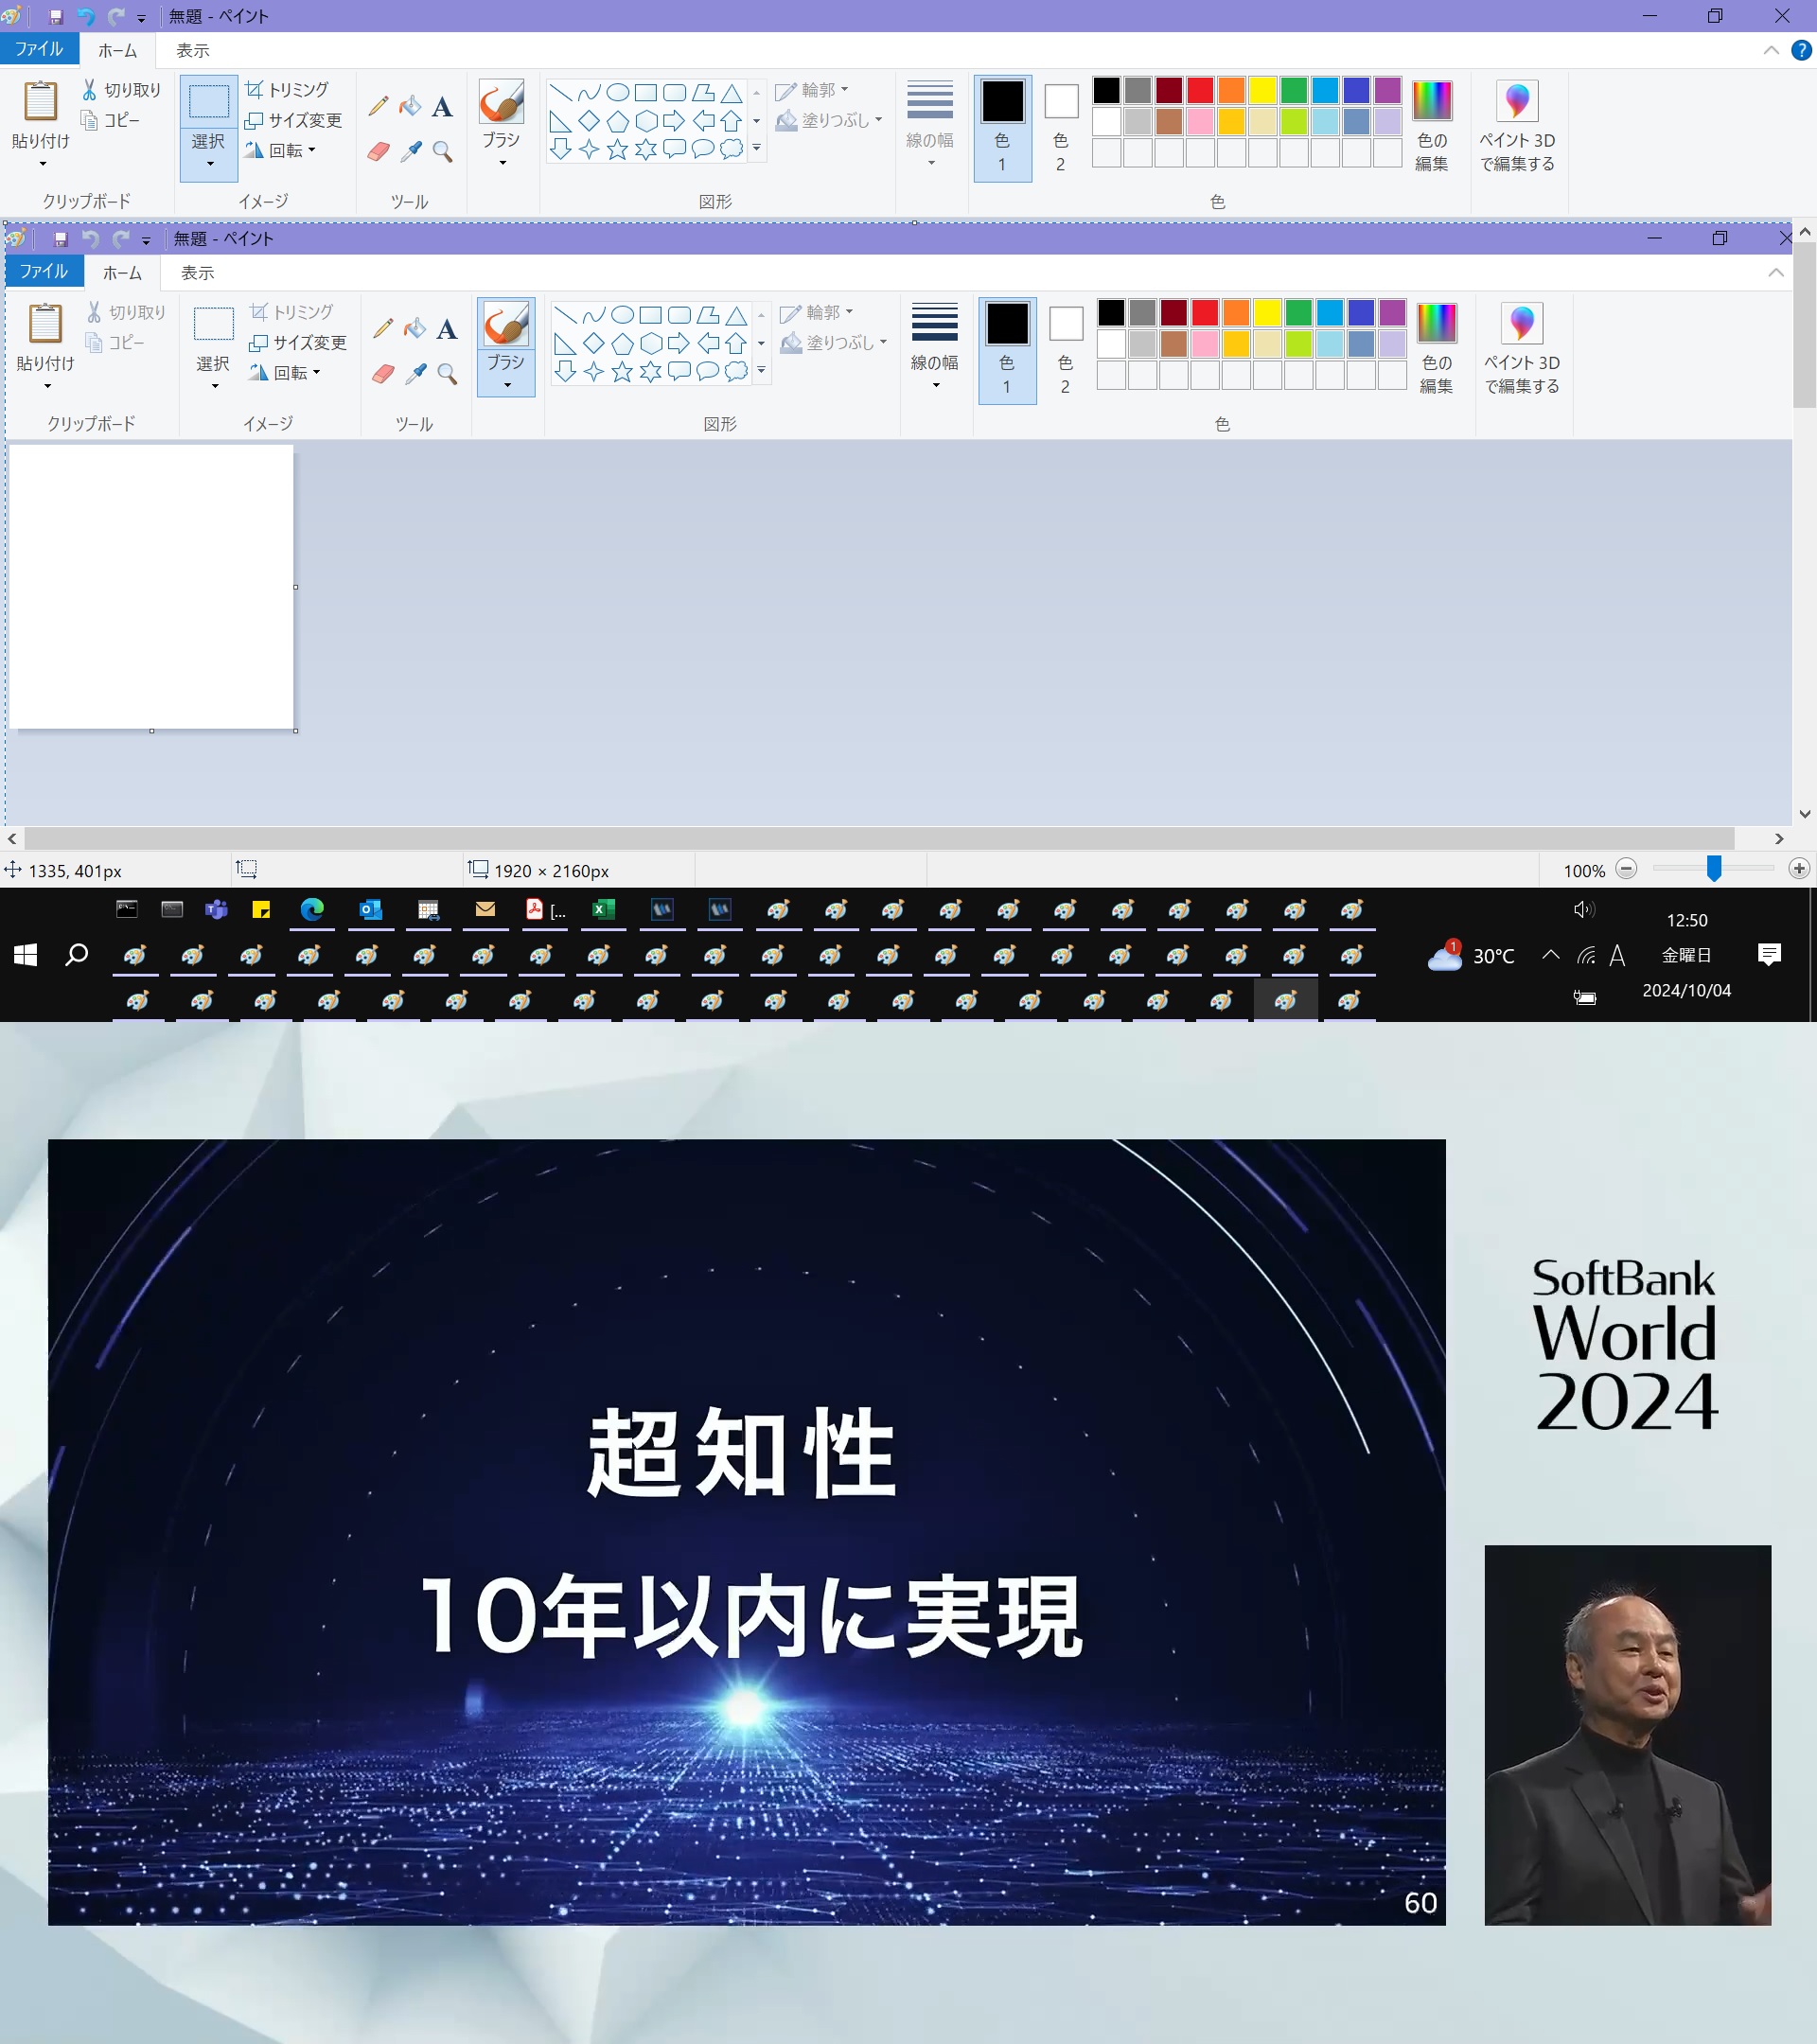 無題 - ペイント
ファイル ホーム 表示
貼り付け
切り取り
コピー
クリップボード
選択
トリミング
サイズ変更
回転
イメージ
A
ツール
ブラシ
図形
輪郭
塗りつぶし
線の幅
色
1
色
2
色の
編集
色
ペイント 3D
で編集する
無題 - ペイント
ファイル ホーム 表示
貼り付け
切り取り
コピー
クリップボード
選択
トリミング
サイズ変更
回転
イメージ
A
ツール
ブラシ
図形
輪郭
塗りつぶし
線の幅
色
1
色
2
色の
編集
色
ペイント 3D
で編集する
1335, 401px
1920 × 2160px
100%
[...
1
30°C
A
12:50
金曜日
2024/10/04
超知性
10年以内に実現
60
SoftBank
World
2024